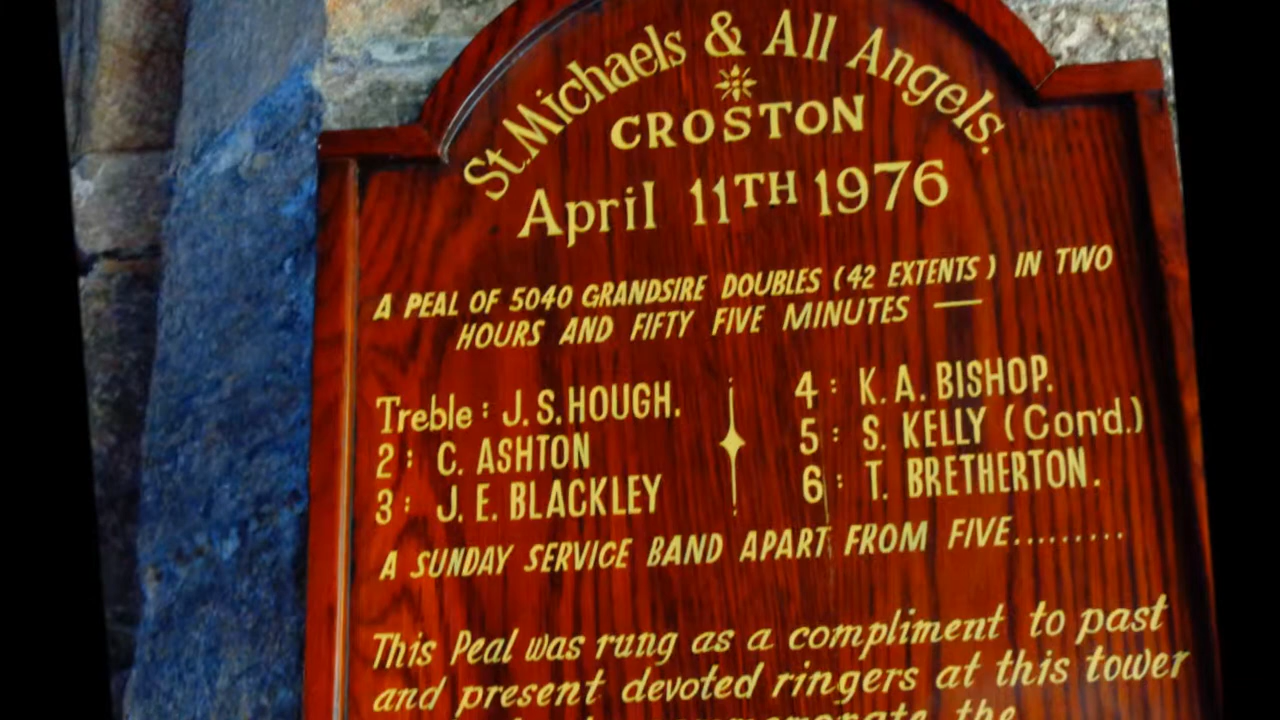 St. Michaels & All Angels.
CROSTON
April 11TH 1976
A PEAL OF 5040 GRANDSIRE DOUBLES (42 EXTENTS) IN TWO
HOURS AND FIFTY FIVE MINUTES —
Treble : J. S. HOUGH.
2 : C. ASHTON
3 : J. E. BLACKLEY
4 : K. A. BISHOP.
5 : S. KELLY (Con'd.)
6 : T. BRETHERTON.
A SUNDAY SERVICE BAND APART FROM FIVE.........
This Peal was rung as a compliment to past
and present devoted ringers at this tower
the